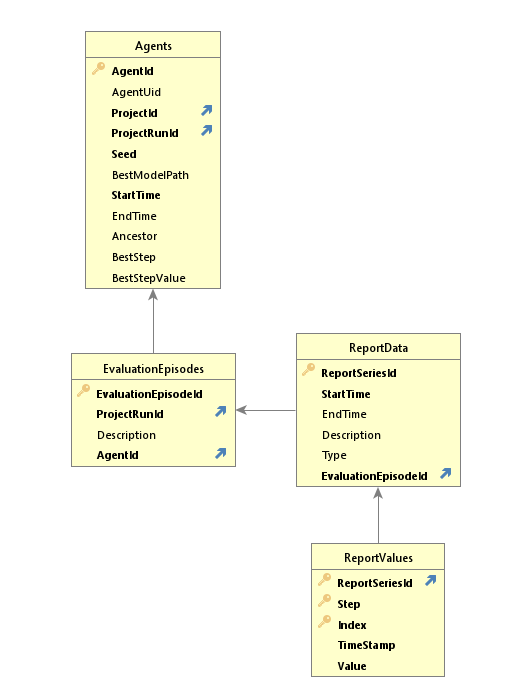 Agents
AgentId
AgentUid
ProjectId
ProjectRunId
Seed
BestModelPath
StartTime
EndTime
Ancestor
BestStep
BestStepValue
EvaluationEpisodes
EvaluationEpisodeId
ProjectRunId
Description
AgentId
ReportData
ReportSeriesId
StartTime
EndTime
Description
Type
EvaluationEpisodeId
ReportValues
ReportSeriesId
Step
Index
TimeStamp
Value